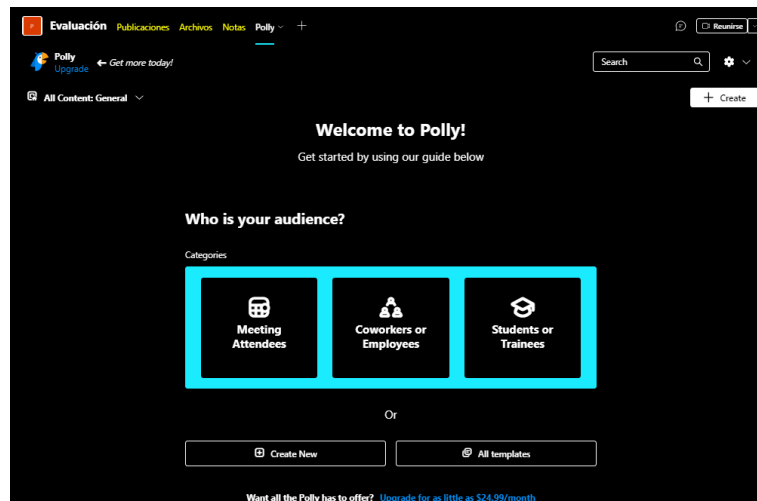 Evaluación Publicaciones Archivos Notas Polly
Reunirse
Polly
Upgrade
← Get more today!
Search
All Content: General
+ Create
Welcome to Polly!
Get started by using our guide below
Who is your audience?
Categories
Meeting
Attendees
Coworkers or
Employees
Students or
Trainees
Or
Create New
All templates
Want all the Polly has to offer? Upgrade for as little as $24.99/month